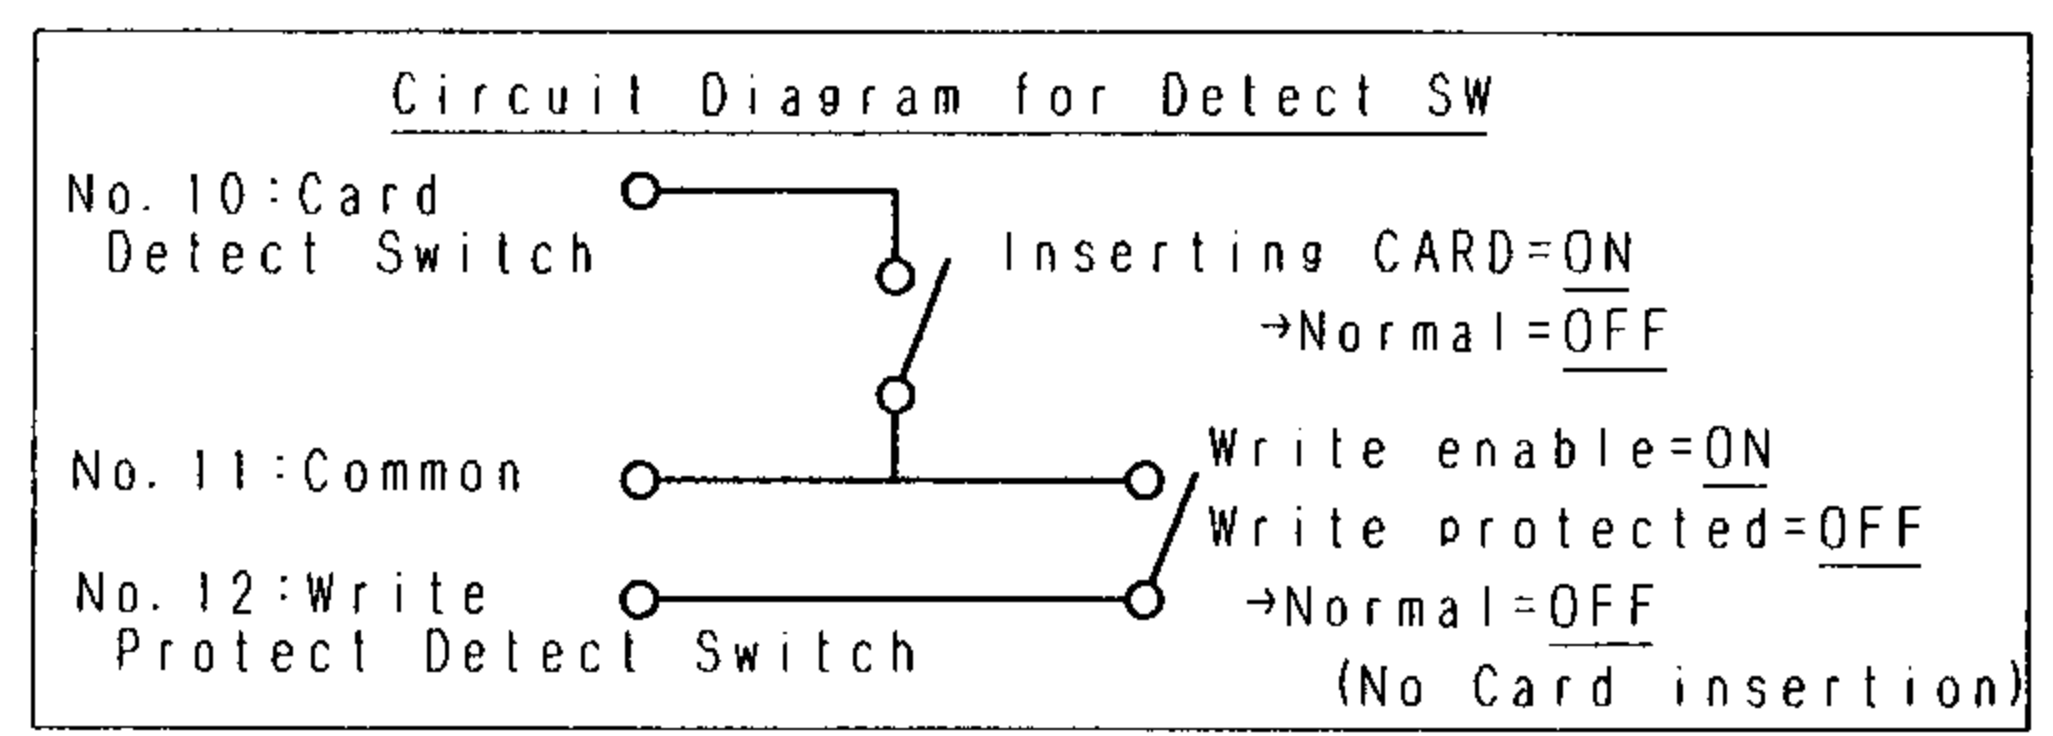 Circuit Diagram for Detect SW
No. 10:Card
Detect Switch
Inserting CARD=ON
→Normal=OFF
No. 11:Common
Write enable=ON
Write protected=OFF
No. 12:Write
Protect Detect Switch
→Normal=OFF
(No Card insertion)